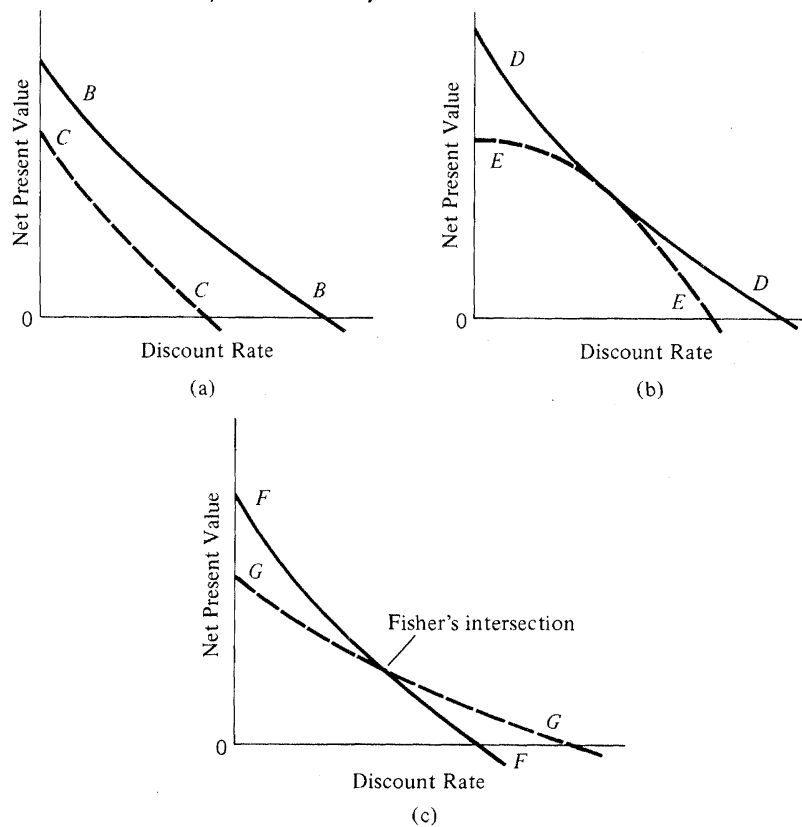 Net Present Value
B
C
C
B
0
Discount Rate
(a)
Net Present Value
D
E
D
E
0
Discount Rate
(b)
Net Present Value
F
G
Fisher's intersection
G
0
F
Discount Rate
(c)